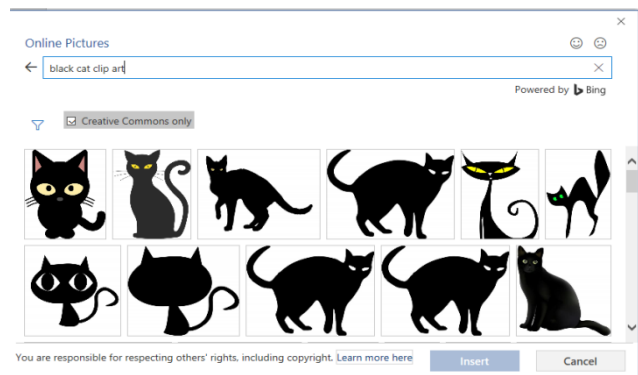 Online Pictures
black cat clip art
Powered by Bing
Creative Commons only
You are responsible for respecting others' rights, including copyright. Learn more here
Insert
Cancel